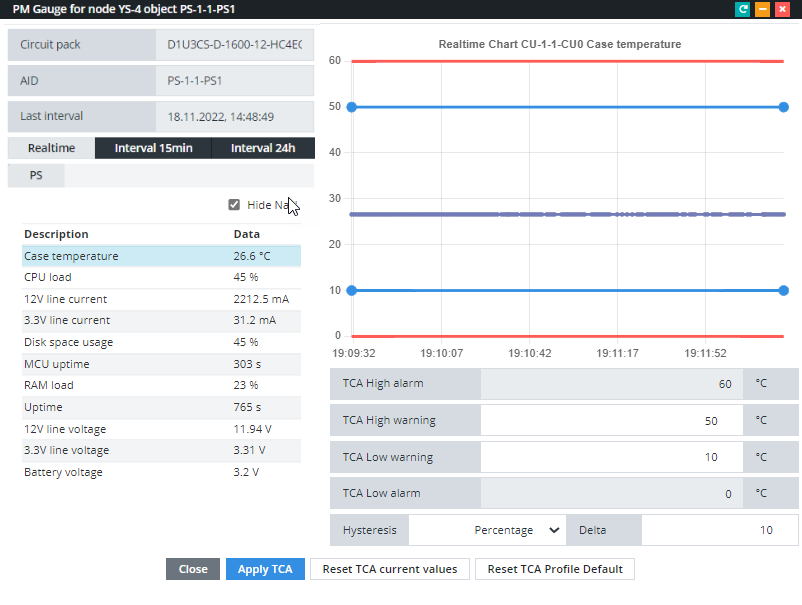 PM Gauge for node YS-4 object PS-1-1-PS1
Circuit pack D1U3CS-D-1600-12-HC4EC
AID PS-1-1-PS1
Last interval 18.11.2022, 14:48:49
Realtime Interval 15min Interval 24h
PS
Hide
Description Data
Case temperature 26.6 °C
CPU load 45 %
12V line current 2212.5 mA
3.3V line current 31.2 mA
Disk space usage 45 %
MCU uptime 303 s
RAM load 23 %
Uptime 765 s
12V line voltage 11.94 V
3.3V line voltage 3.31 V
Battery voltage 3.2 V
Realtime Chart CU-1-1-CU0 Case temperature
60
50
40
30
20
10
0
19:09:32 19:10:07 19:10:42 19:11:17 19:11:52
TCA High alarm 60 °C
TCA High warning 50 °C
TCA Low warning 10 °C
TCA Low alarm 0 °C
Hysteresis Percentage Delta 10
Close Apply TCA Reset TCA current values Reset TCA Profile Default